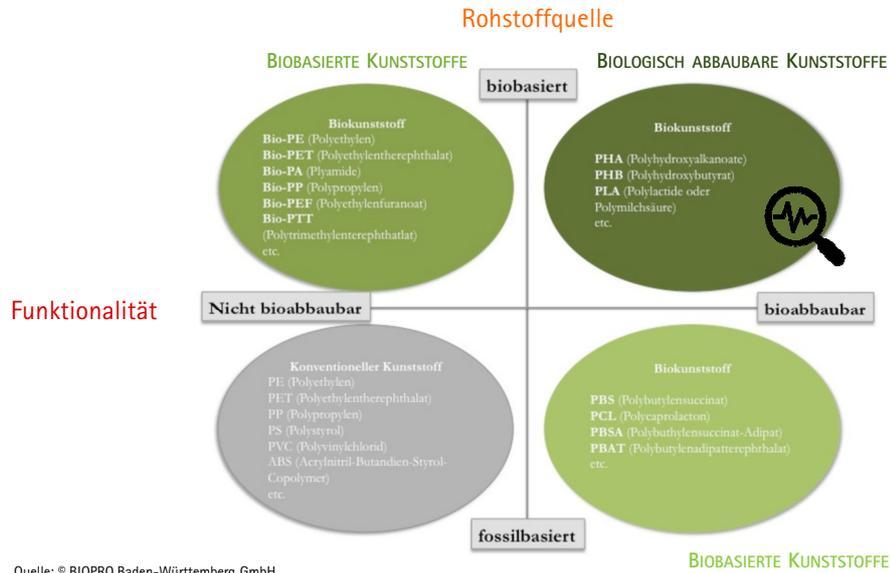 Rohstoffquelle
BIOBASIERTE KUNSTSTOFFE
BIOLOGISCH ABBAUBARE KUNSTSTOFFE
biobasiert
Biokunststoff
Bio-PE (Polyethylen)
Bio-PET (Polyethylentherephthalat)
Bio-PA (Plyamide)
Bio-PP (Polypropylen)
Bio-PEF (Polyethylenfuranoat)
Bio-PTT
(Polytrimethylenterephthatlat)
etc.
Biokunststoff
PHA (Polyhydroxyalkanoate)
PHB (Polyhydroxybutyrat)
PLA (Polylactide oder
Polymilchsäure)
etc.
Funktionalität
Nicht bioabbaubar
bioabbaubar
Konventioneller Kunststoff
PE (Polyethylen)
PET (Polyethylentherephthalat)
PP (Polypropylen)
PS (Polystyrol)
PVC (Polyvinylchlorid)
ABS (Acrylnitril-Butandien-Styrol-
Copolymer)
etc.
Biokunststoff
PBS (Polybutylensuccinat)
PCL (Polycaprolacton)
PBSA (Polybuthylensuccinat-Adipat)
PBAT (Polybutylenadipatterephthalat)
etc.
fossilbasiert
BIOBASIERTE KUNSTSTOFFE
Quelle: © BIOPRO Baden-Württemberg GmbH